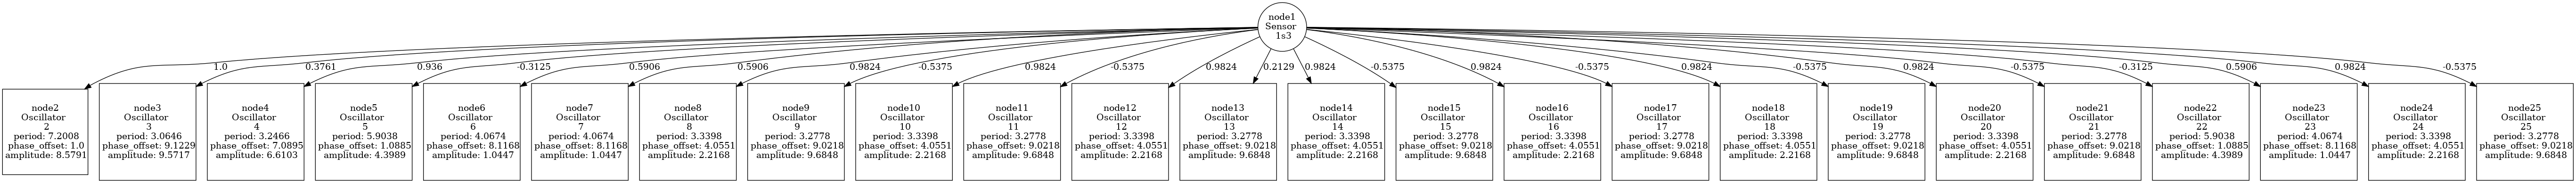 node1
Sensor
1s3
1.0
0.3761
0.936
-0.3125
0.5906
0.5906
0.9824
-0.5375
0.9824
-0.5375
0.9824
0.2129
0.9824
-0.5375
0.9824
-0.5375
0.9824
-0.5375
0.9824
-0.5375
-0.3125
0.5906
0.9824
-0.5375
node2
Oscillator
2
period: 7.2008
phase_offset: 1.0
amplitude: 8.5791
node3
Oscillator
3
period: 3.0646
phase_offset: 9.1229
amplitude: 9.5717
node4
Oscillator
4
period: 3.2466
phase_offset: 7.0895
amplitude: 6.6103
node5
Oscillator
5
period: 5.9038
phase_offset: 1.0885
amplitude: 4.3989
node6
Oscillator
6
period: 4.0674
phase_offset: 8.1168
amplitude: 1.0447
node7
Oscillator
7
period: 4.0674
phase_offset: 8.1168
amplitude: 1.0447
node8
Oscillator
8
period: 3.3398
phase_offset: 4.0551
amplitude: 2.2168
node9
Oscillator
9
period: 3.2778
phase_offset: 9.0218
amplitude: 9.6848
node10
Oscillator
10
period: 3.3398
phase_offset: 4.0551
amplitude: 2.2168
node11
Oscillator
11
period: 3.2778
phase_offset: 9.0218
amplitude: 9.6848
node12
Oscillator
12
period: 3.3398
phase_offset: 4.0551
amplitude: 2.2168
node13
Oscillator
13
period: 3.2778
phase_offset: 9.0218
amplitude: 9.6848
node14
Oscillator
14
period: 3.3398
phase_offset: 4.0551
amplitude: 2.2168
node15
Oscillator
15
period: 3.2778
phase_offset: 9.0218
amplitude: 9.6848
node16
Oscillator
16
period: 3.3398
phase_offset: 4.0551
amplitude: 2.2168
node17
Oscillator
17
period: 3.2778
phase_offset: 9.0218
amplitude: 9.6848
node18
Oscillator
18
period: 3.3398
phase_offset: 4.0551
amplitude: 2.2168
node19
Oscillator
19
period: 3.2778
phase_offset: 9.0218
amplitude: 9.6848
node20
Oscillator
20
period: 3.3398
phase_offset: 4.0551
amplitude: 2.2168
node21
Oscillator
21
period: 3.2778
phase_offset: 9.0218
amplitude: 9.6848
node22
Oscillator
22
period: 5.9038
phase_offset: 1.0885
amplitude: 4.3989
node23
Oscillator
23
period: 4.0674
phase_offset: 8.1168
amplitude: 1.0447
node24
Oscillator
24
period: 3.3398
phase_offset: 4.0551
amplitude: 2.2168
node25
Oscillator
25
period: 3.2778
phase_offset: 9.0218
amplitude: 9.6848